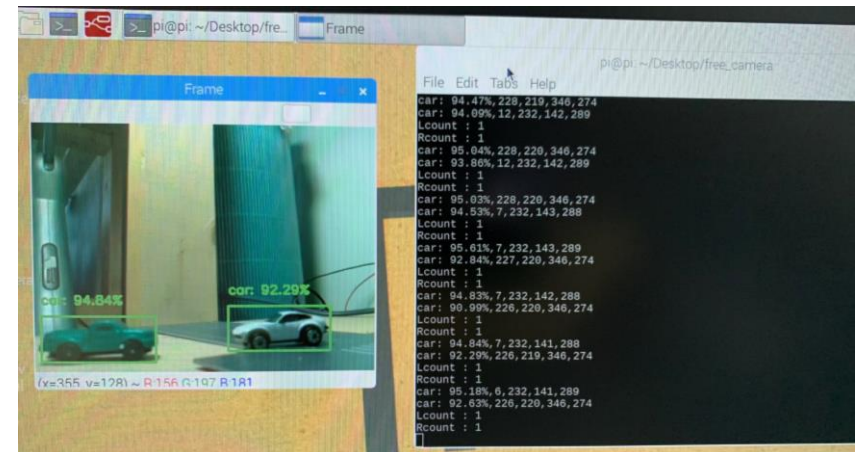 pi@pi: ~/Desktop/fre...
Frame
Frame
car: 94.84%
car: 92.29%
(x=355, y=128) ~ R:156 G:197 B:181
pi@pi: ~/Desktop/free_camera
File Edit Tabs Help
car: 94.47%,228,219,346,274
car: 94.09%,12,232,142,289
Lcount : 1
Rcount : 1
car: 95.04%,228,220,346,274
car: 93.86%,12,232,142,289
Lcount : 1
Rcount : 1
car: 95.03%,228,220,346,274
car: 94.53%,7,232,143,288
Lcount : 1
Rcount : 1
car: 95.61%,7,232,143,289
car: 92.84%,227,220,346,274
Lcount : 1
Rcount : 1
car: 94.83%,7,232,142,288
car: 90.99%,226,220,346,274
Lcount : 1
Rcount : 1
car: 94.84%,7,232,141,288
car: 92.29%,226,219,346,274
Lcount : 1
Rcount : 1
car: 95.18%,6,232,141,289
car: 92.63%,226,220,346,274
Lcount : 1
Rcount : 1